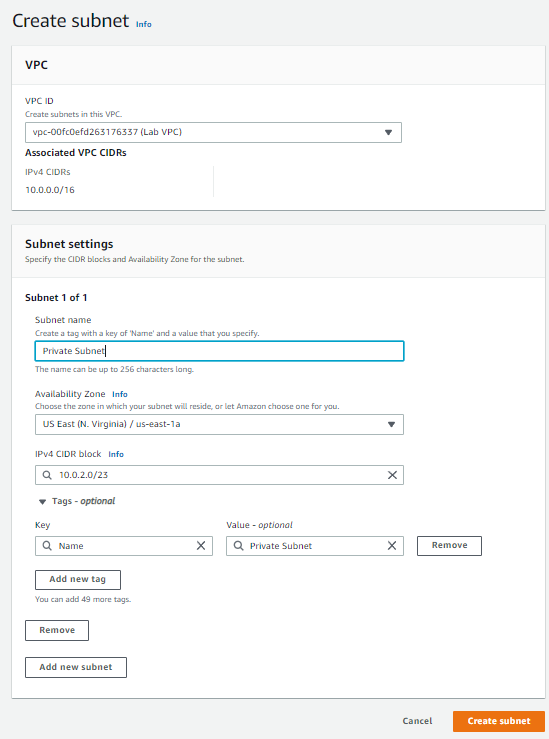 Create subnet Info
VPC
VPC ID
Create subnets in this VPC.
vpc-00fc0efd263176337 (Lab VPC)
Associated VPC CIDRs
IPv4 CIDRs
10.0.0.0/16
Subnet settings
Specify the CIDR blocks and Availability Zone for the subnet.
Subnet 1 of 1
Subnet name
Create a tag with a key of 'Name' and a value that you specify.
Private Subnet
The name can be up to 256 characters long.
Availability Zone Info
Choose the zone in which your subnet will reside, or let Amazon choose one for you.
US East (N. Virginia) / us-east-1a
IPv4 CIDR block Info
10.0.2.0/23
Tags - optional
Key Value - optional
Name Private Subnet Remove
Add new tag
You can add 49 more tags.
Remove
Add new subnet
Cancel Create subnet